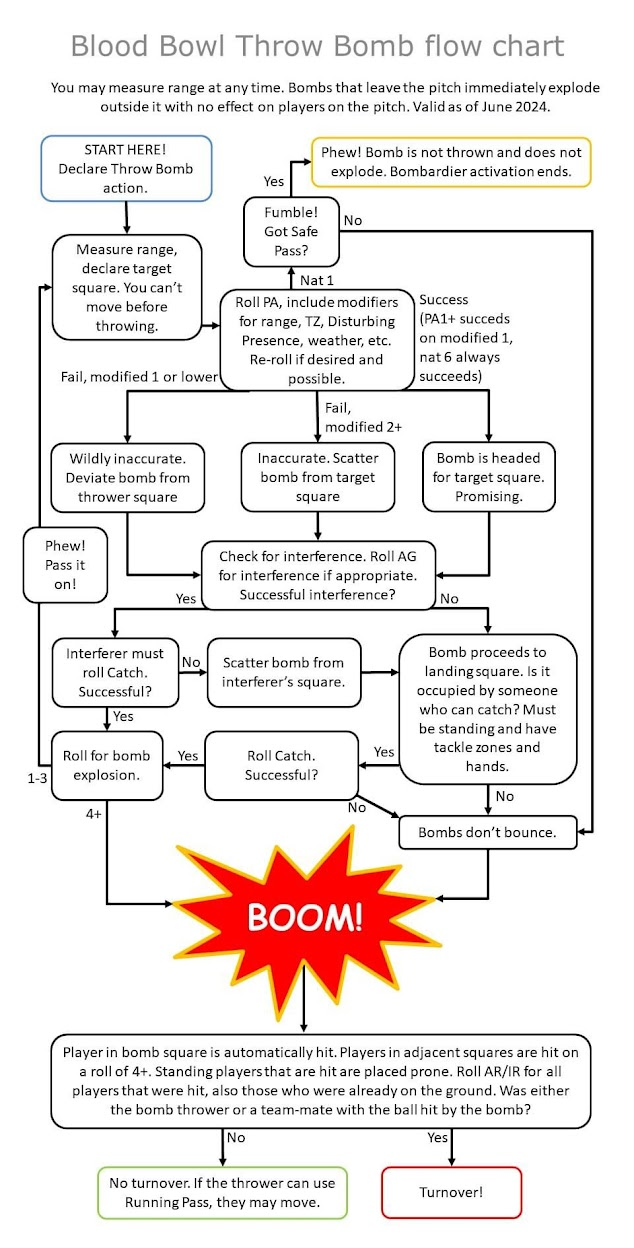 Blood Bowl Throw Bomb flow chart
You may measure range at any time. Bombs that leave the pitch immediately explode
outside it with no effect on players on the pitch. Valid as of June 2024.
START HERE!
Declare Throw Bomb
action.
Phew! Bomb is not thrown and does not
explode. Bombardier activation ends.
Yes
Fumble!
Got Safe
Pass?
No
Measure range,
declare target
square. You can't
move before
throwing.
Nat 1
Roll PA, include modifiers
for range, TZ, Disturbing
Presence, weather, etc.
Re-roll if desired and
possible.
Success
(PA1+ succeds
on modified 1,
nat 6 always
succeeds)
Fail, modified 1 or lower
Fail,
modified 2+
Wildly inaccurate.
Deviate bomb from
thrower square
Inaccurate. Scatter
bomb from target
square
Bomb is headed
for target square.
Promising.
Phew!
Pass it
on!
Check for interference. Roll AG
for interference if appropriate.
Successful interference?
Yes
No
Interferer must
roll Catch.
Successful?
No
Scatter bomb from
interferer's square.
Bomb proceeds to
landing square. Is it
occupied by someone
who can catch? Must
be standing and have
tackle zones and
hands.
Yes
Roll for bomb
explosion.
Yes
Roll Catch.
Successful?
Yes
1-3
4+
No
No
Bombs don't bounce.
BOOM!
Player in bomb square is automatically hit. Players in adjacent squares are hit on
a roll of 4+. Standing players that are hit are placed prone. Roll AR/IR for all
players that were hit, also those who were already on the ground. Was either
the bomb thrower or a team-mate with the ball hit by the bomb?
No
Yes
No turnover. If the thrower can use
Running Pass, they may move.
Turnover!